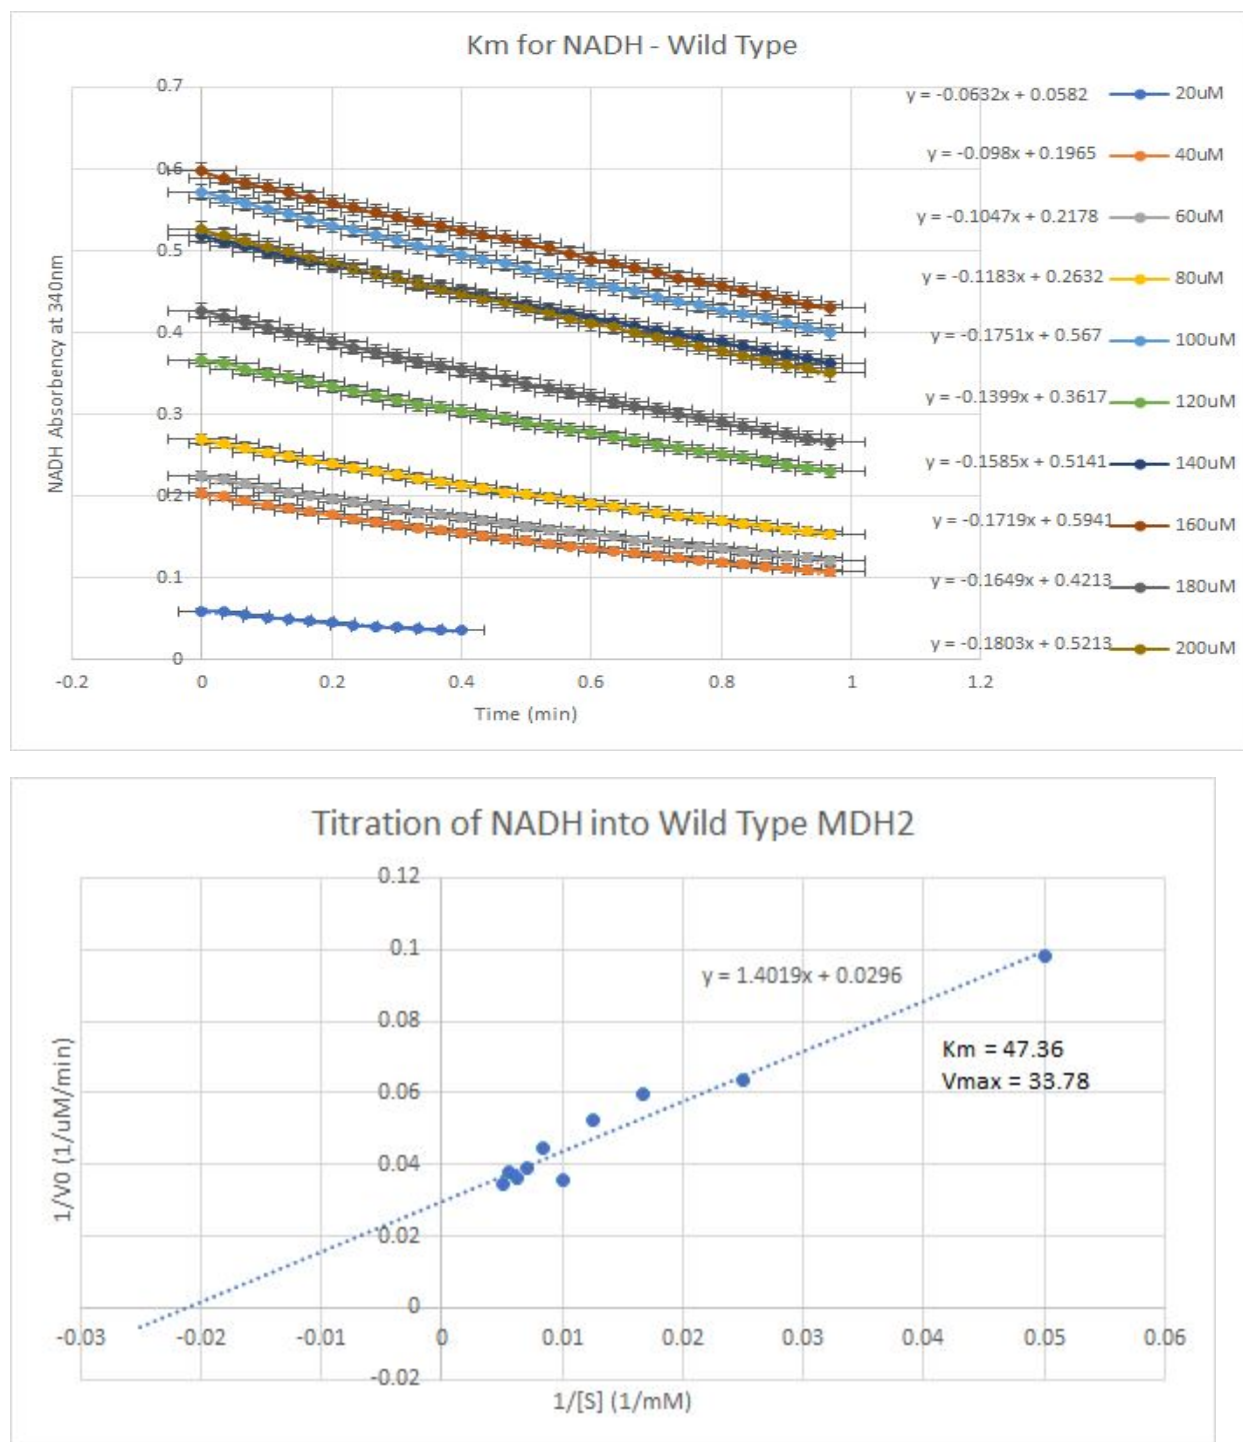 Km for NADH - Wild Type
0.7
y = -0.0632x + 0.0582
20uM
y = -0.098x + 0.1965
40uM
0.6
y = -0.1047x + 0.2178
60uM
0.5
y = -0.1183x + 0.2632
80uM
0.4
y = -0.1751x + 0.567
100uM
0.3
y = -0.1399x + 0.3617
120uM
y = -0.1585x + 0.5141
140uM
0.2
y = -0.1719x + 0.5941
160uM
0.1
y = -0.1649x + 0.4213
180uM
0
y = -0.1803x + 0.5213
200uM
NADH Absorbency at 340nm
-0.2 0 0.2 0.4 0.6 0.8 1 1.2
Time (min)
Titration of NADH into Wild Type MDH2
0.12
0.1
y = 1.4019x + 0.0296
0.08
Km = 47.36
Vmax = 33.78
0.06
0.04
0.02
0
-0.02
1/V0 (1/uM/min)
-0.03 -0.02 -0.01 0 0.01 0.02 0.03 0.04 0.05 0.06
1/[S] (1/mM)